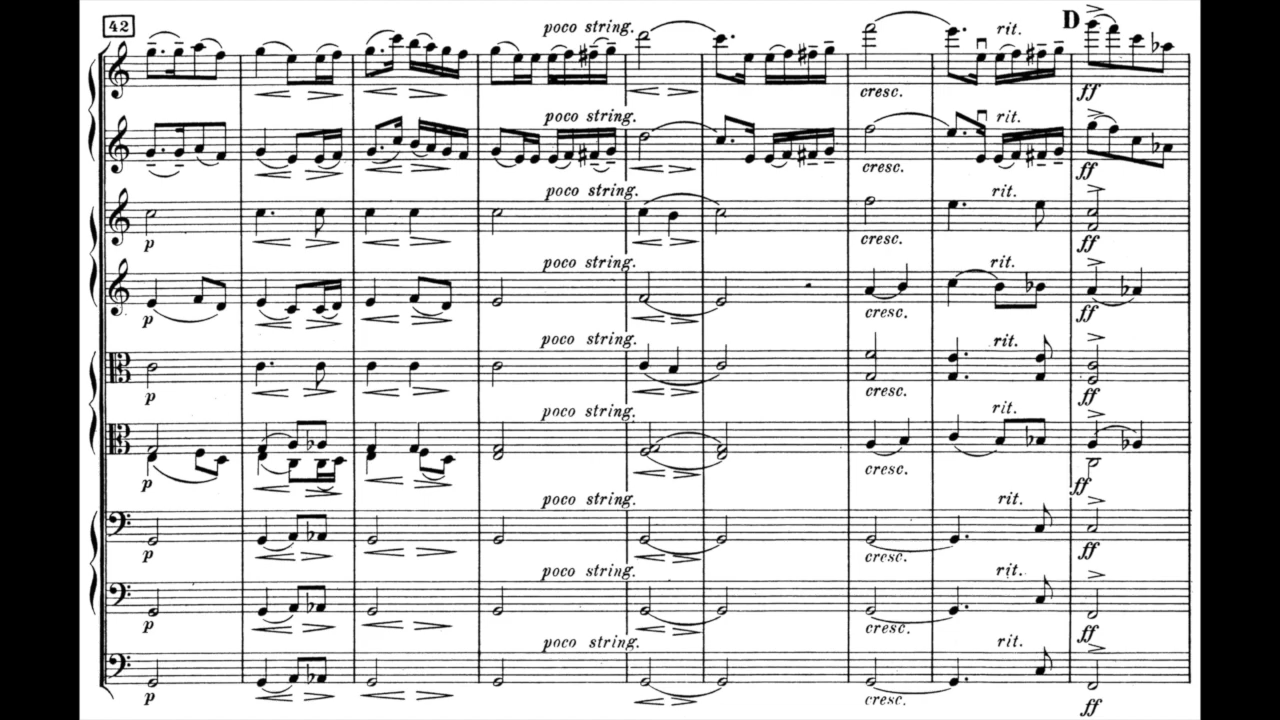 42 poco string. rit. D
cresc. ff
poco string. rit.
cresc. ff
poco string. rit.
p cresc. ff
poco string. rit.
p cresc. ff
poco string. rit.
p cresc. ff
poco string. rit.
p cresc. ff
poco string. rit.
p cresc. ff
poco string. rit.
p cresc. ff
poco string. rit.
p cresc. ff